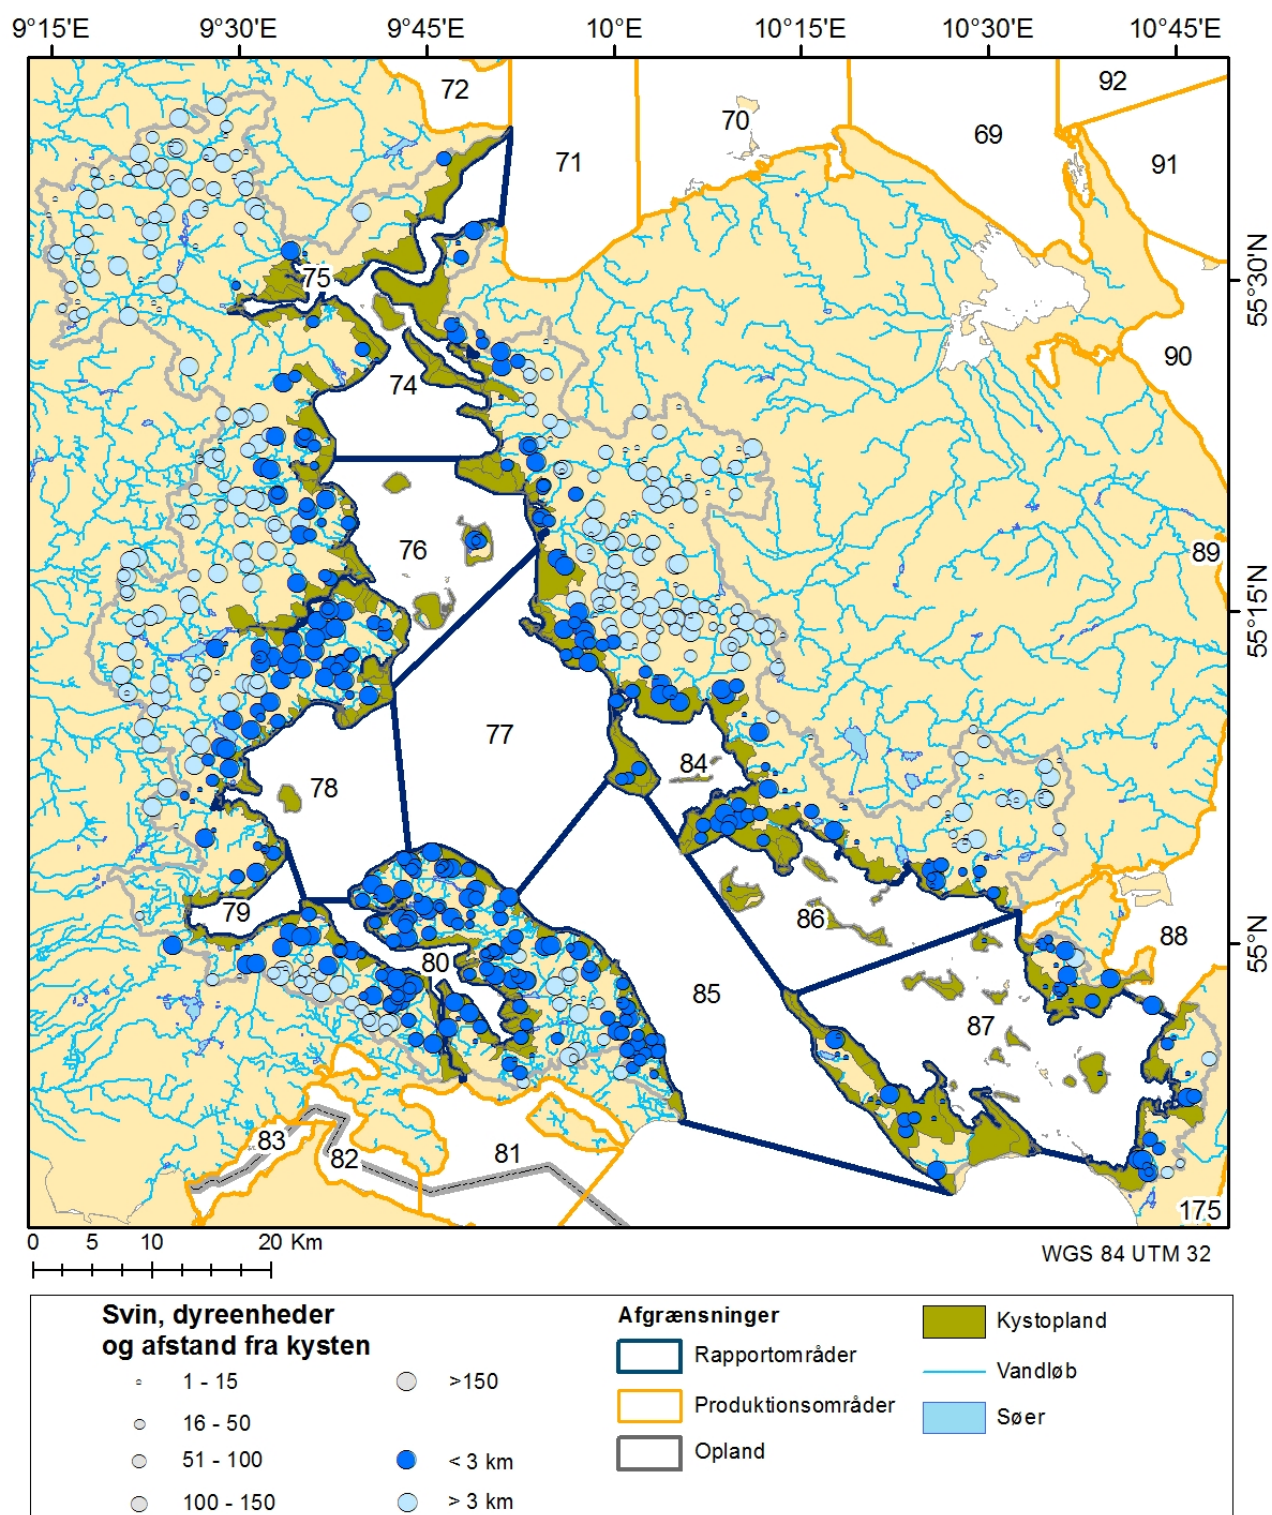 9°15'E 9°30'E 9°45'E 10°E 10°15'E 10°30'E 10°45'E
72
70
92
69
71
91
55°30'N
75
90
74
76
89
55°15'N
77
84
78
79
86
88
80
55°N
85
87
83
82
81
175
0 5 10 20 Km
WGS 84 UTM 32
Svin, dyreenheder
og afstand fra kysten
1 - 15
16 - 50
51 - 100
100 - 150
>150
< 3 km
> 3 km
Afgrænsninger
Rapportområder
Produktionsområder
Opland
Kystopland
Vandløb
Søer